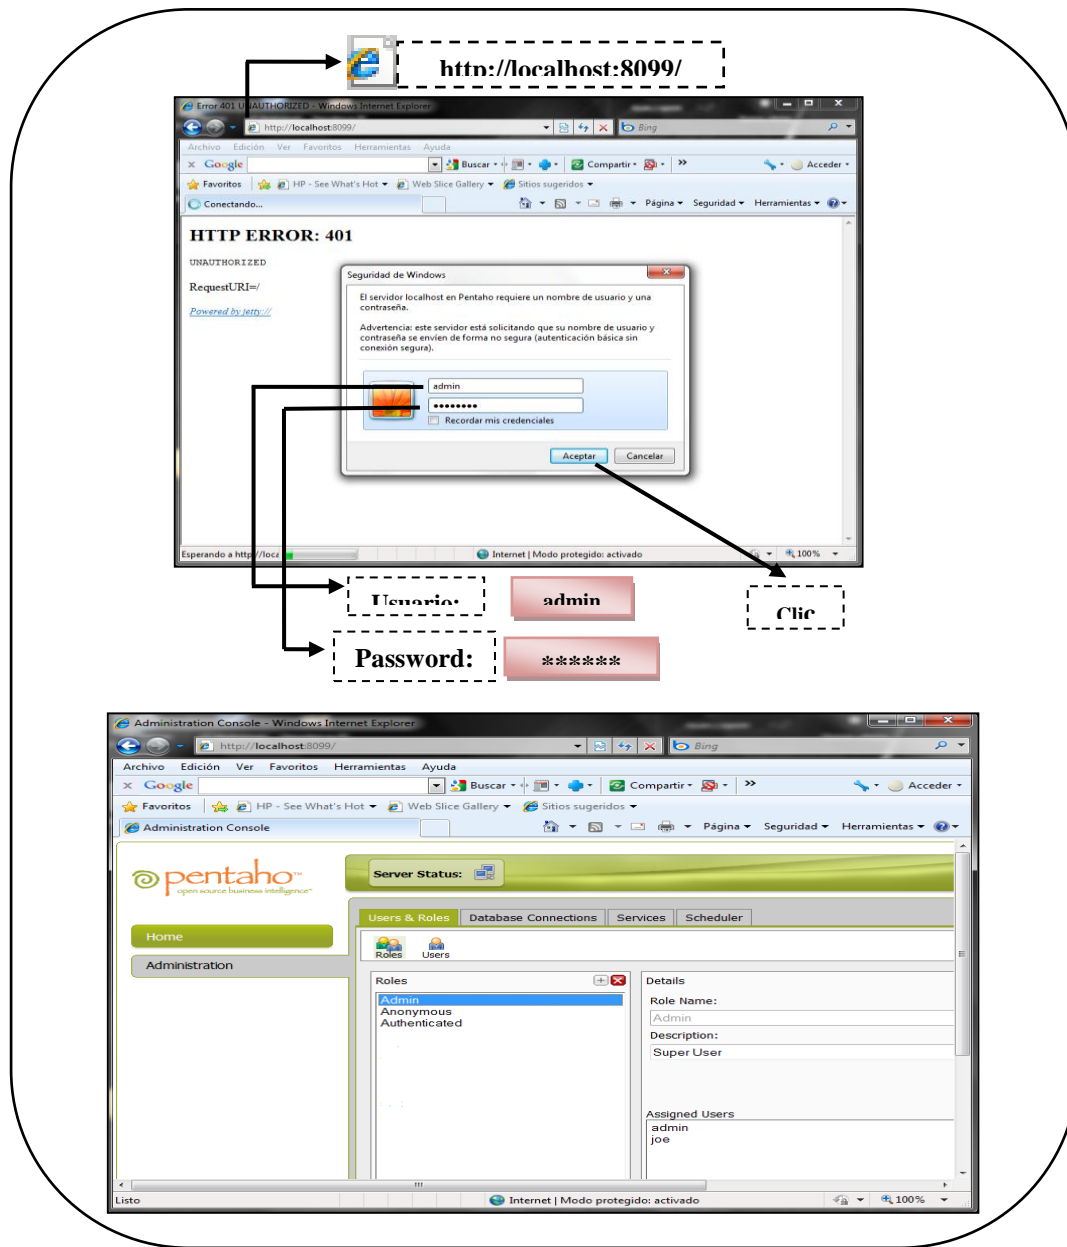 http://localhost:8099/
Error 401 UNAUTHORIZED - Windows Internet Explorer
http://localhost:8099/
Bing
Archivo Edición Ver Favoritos Herramientas Ayuda
x Google Buscar Compartir » Acceder
Favoritos HP - See What's Hot Web Slice Gallery Sitios sugeridos
Conectando... Página Seguridad Herramientas
HTTP ERROR: 401
UNAUTHORIZED
RequestURI=/
Powered by jetty://
Seguridad de Windows
El servidor localhost en Pentaho requiere un nombre de usuario y una
contraseña.
Advertencia: este servidor está solicitando que su nombre de usuario y
contraseña se envíen de forma no segura (autenticación básica sin
conexión segura).
admin
••••••••
Recordar mis credenciales
Aceptar Cancelar
Esperando a http://loca Internet | Modo protegido: activado 100%
Usuario: admin
Clic
Password: ******
Administration Console - Windows Internet Explorer
http://localhost:8099/
Bing
Archivo Edición Ver Favoritos Herramientas Ayuda
x Google Buscar Compartir » Acceder
Favoritos HP - See What's Hot Web Slice Gallery Sitios sugeridos
Administration Console Página Seguridad Herramientas
pentaho™
open source business intelligence™
Server Status:
Users & Roles Database Connections Services Scheduler
Home
Administration
Roles Users
Roles
Admin
Anonymous
Authenticated
Details
Role Name:
Admin
Description:
Super User
Assigned Users
admin
joe
Listo Internet | Modo protegido: activado 100%